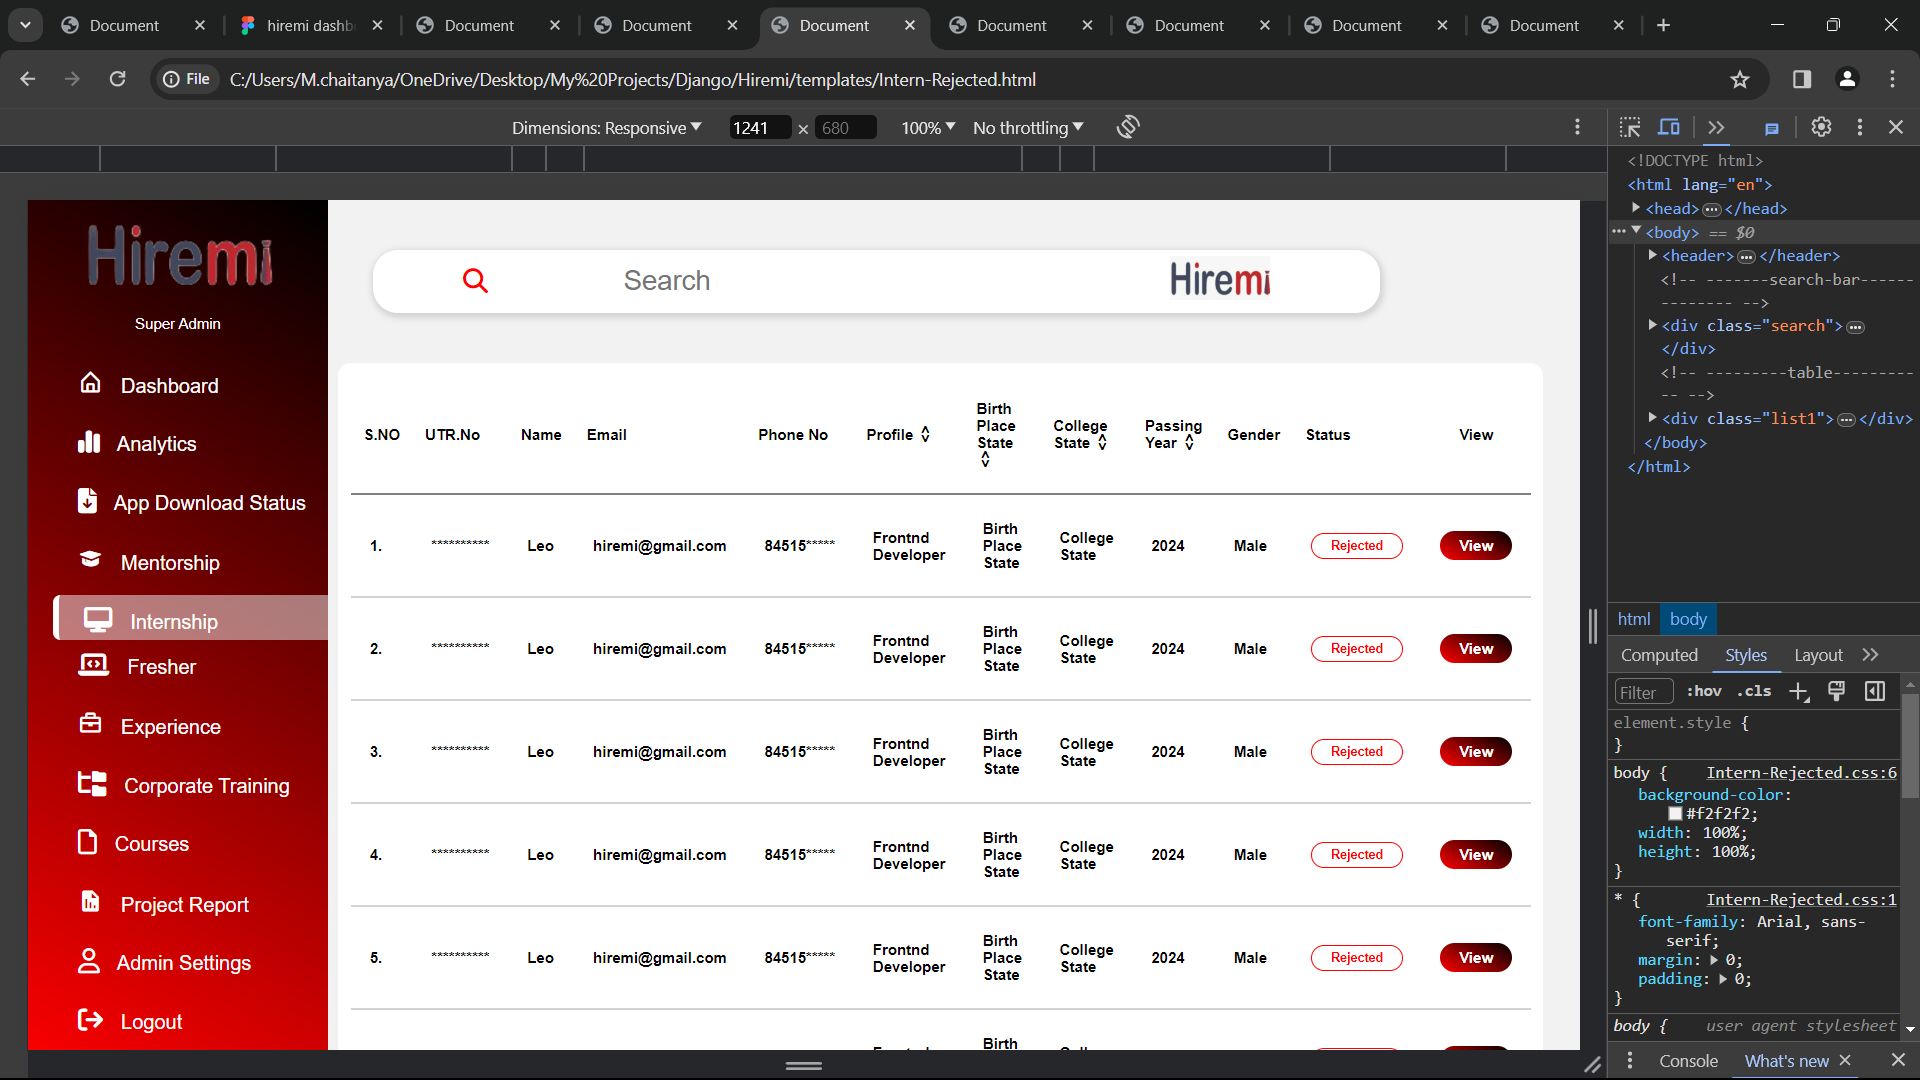 Document
hiremi dashb
Document
Document
Document
Document
Document
Document
Document
File
C:/Users/M.chaitanya/OneDrive/Desktop/My%20Projects/Django/Hiremi/templates/Intern-Rejected.html
Dimensions: Responsive
1241 × 680
100%
No throttling
Hiremi
Super Admin
Dashboard
Analytics
App Download Status
Mentorship
Internship
Fresher
Experience
Corporate Training
Courses
Project Report
Admin Settings
Logout
Search
Hiremi
S.NO UTR.No Name Email Phone No Profile Birth Place State College State Passing Year Gender Status View
1. ********** Leo hiremi@gmail.com 84515***** Frontnd Developer Birth Place State College State 2024 Male Rejected View
2. ********** Leo hiremi@gmail.com 84515***** Frontnd Developer Birth Place State College State 2024 Male Rejected View
3. ********** Leo hiremi@gmail.com 84515***** Frontnd Developer Birth Place State College State 2024 Male Rejected View
4. ********** Leo hiremi@gmail.com 84515***** Frontnd Developer Birth Place State College State 2024 Male Rejected View
5. ********** Leo hiremi@gmail.com 84515***** Frontnd Developer Birth Place State College State 2024 Male Rejected View
Birth
<!DOCTYPE html>
<html lang="en">
<head> ••• </head>
••• <body> == $0
<header> ••• </header>
<!-- -------search-bar------
--------- -->
<div class="search"> •••
</div>
<!-- ---------table---------
-- -->
<div class="list1"> ••• </div>
</body>
</html>
html body
Computed Styles Layout
Filter :hov .cls
element.style {
}
body { Intern-Rejected.css:6
background-color:
#f2f2f2;
width: 100%;
height: 100%;
}
* { Intern-Rejected.css:1
font-family: Arial, sans-
serif;
margin: 0;
padding: 0;
}
body { user agent stylesheet
Console What's new